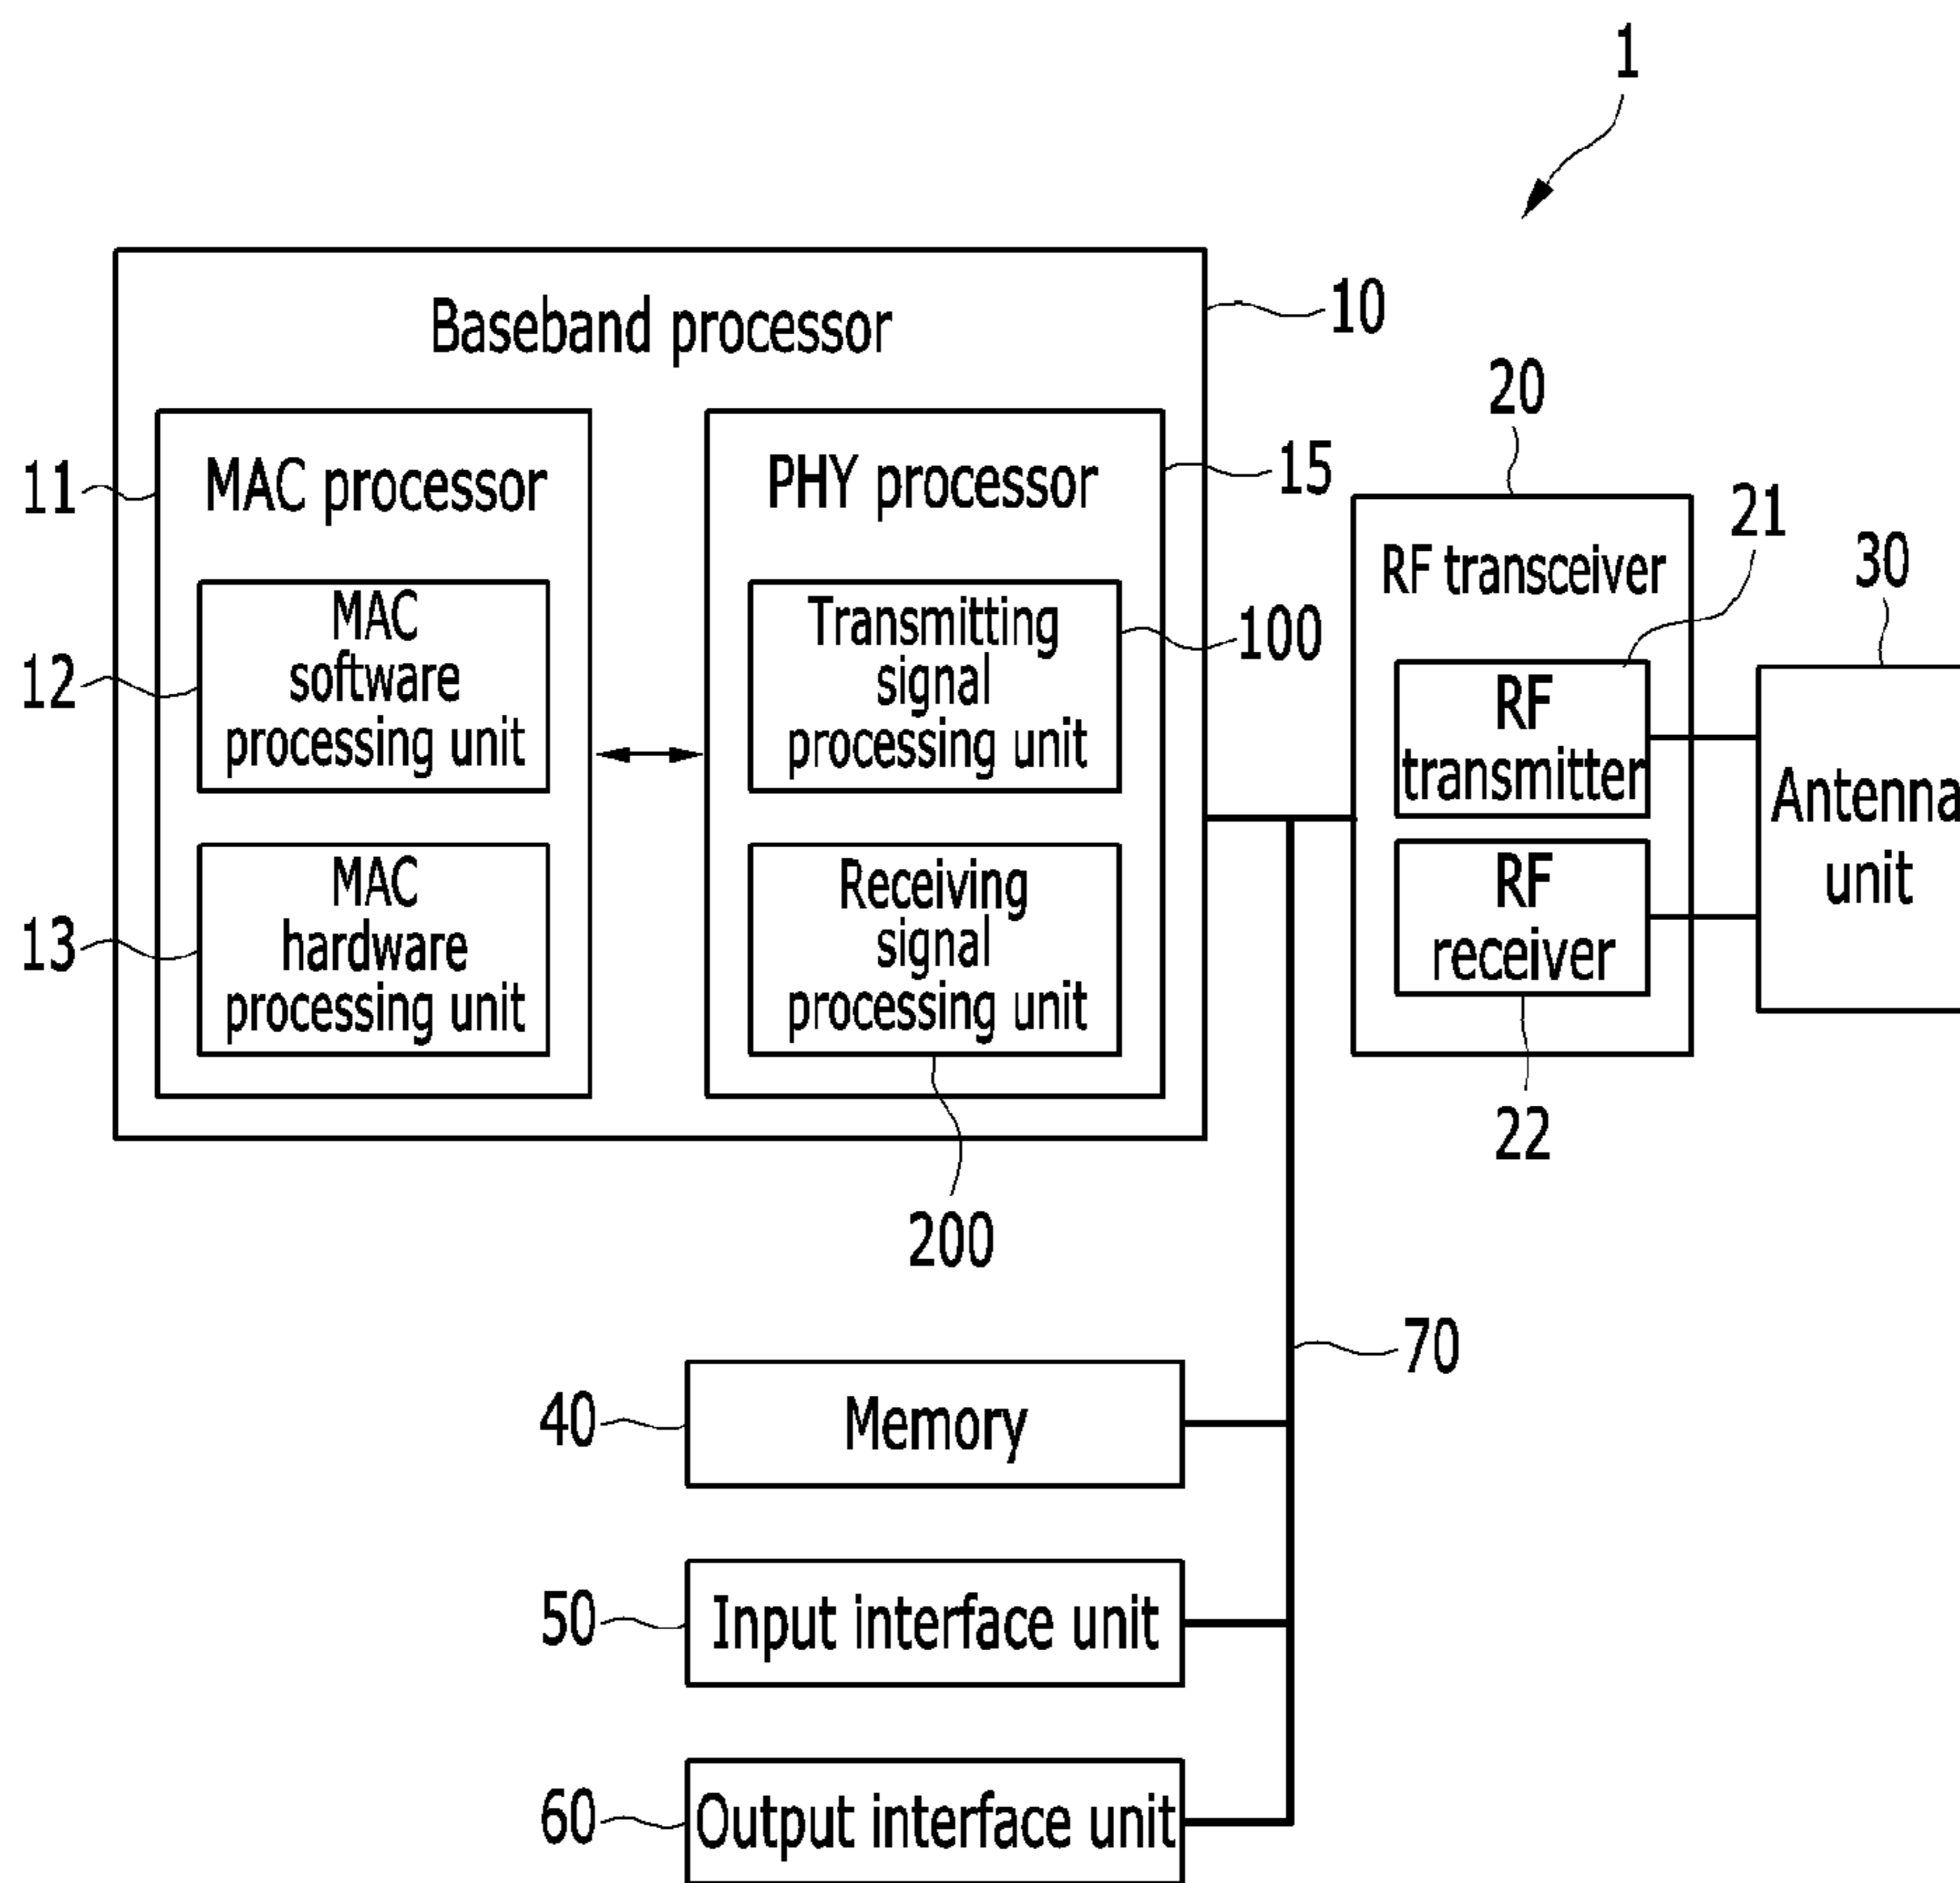 1
Baseband processor
10
20
11
MAC processor
PHY processor
15
21
RF transceiver
30
MAC
software
processing unit
12
Transmitting
signal
processing unit
100
RF
transmitter
Antenna
unit
MAC
hardware
processing unit
13
Receiving
signal
processing unit
RF
receiver
22
200
70
40
Memory
50
Input interface unit
60
Output interface unit